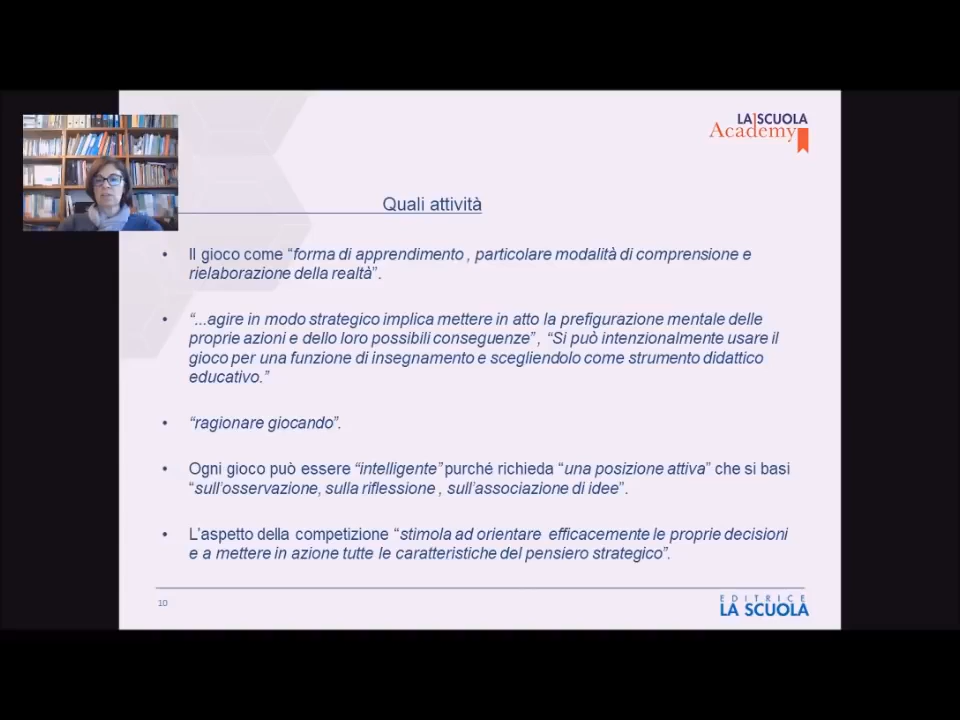 LA SCUOLA
Academy
Quali attività
• Il gioco come “forma di apprendimento , particolare modalità di comprensione e
rielaborazione della realtà”.
• “...agire in modo strategico implica mettere in atto la prefigurazione mentale delle
proprie azioni e dello loro possibili conseguenze” , “Si può intenzionalmente usare il
gioco per una funzione di insegnamento e scegliendolo come strumento didattico
educativo.”
• “ragionare giocando”.
• Ogni gioco può essere “intelligente” purché richieda “una posizione attiva” che si basi
“sull’osservazione, sulla riflessione , sull’associazione di idee”.
• L’aspetto della competizione “stimola ad orientare efficacemente le proprie decisioni
e a mettere in azione tutte le caratteristiche del pensiero strategico”.
10
EDITRICE
LA SCUOLA